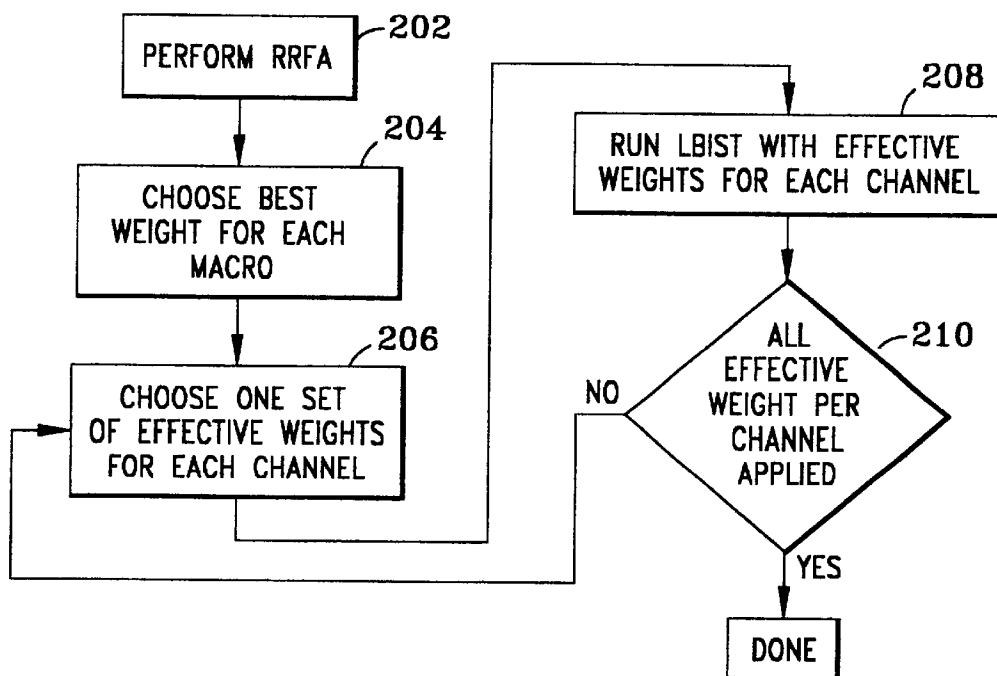 202
PERFORM RRFA
204
CHOOSE BEST
WEIGHT FOR EACH
MACRO
206
CHOOSE ONE SET
OF EFFECTIVE WEIGHTS
FOR EACH CHANNEL
208
RUN LBIST WITH EFFECTIVE
WEIGHTS FOR EACH CHANNEL
210
ALL
EFFECTIVE
WEIGHT PER
CHANNEL
APPLIED
NO
YES
DONE